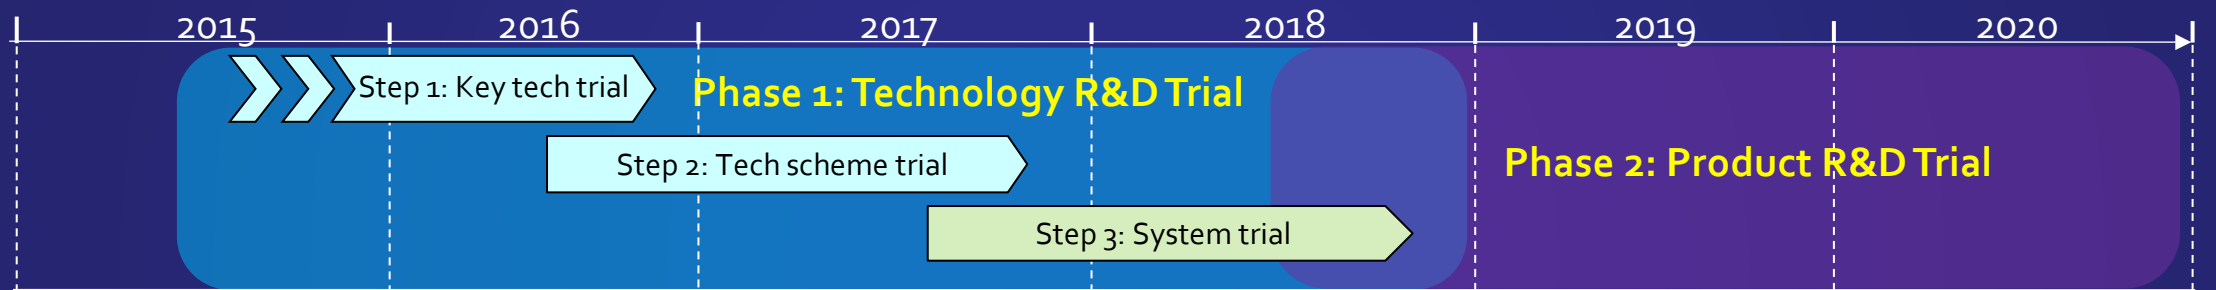 2015 2016 2017 2018 2019 2020
Step 1: Key tech trial
Phase 1: Technology R&D Trial
Step 2: Tech scheme trial
Phase 2: Product R&D Trial
Step 3: System trial